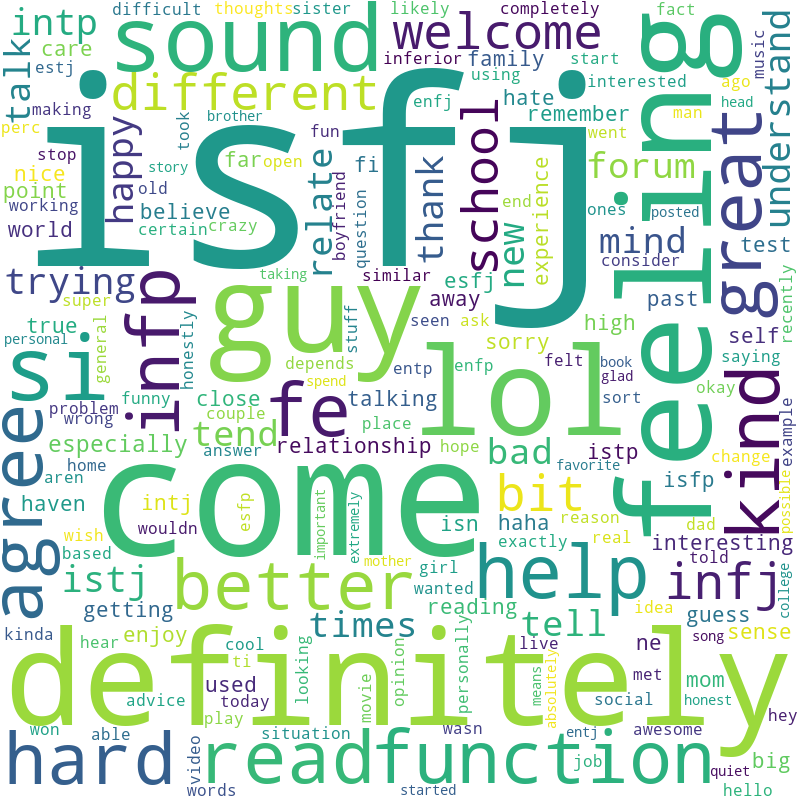 difficult thoughts sister likely completely fact
intp sound welcome
care inferior family using start
estj talk different enfj hate interested ago music understand
making isfj remember man head
perc happy took brother fun school went
stop story open relate fi thank forum great feeling
nice far boyfriend question experience
point old end ones posted
working believe certain crazy new mind test
world consider
trying infp taking similar esfj past recently
super guy away high self
true general honestly seen ask sorry saying
personal stuff entp enfp felt book okay
si funny depends lol glad kind
problem close spend talking sort example
wrong couple fe place
agree especially tend relationship hope bad istp change
home answer favorite isfp possible
aren come bit
haven intj esfp important extremely isn haha reason dad
wish wouldn exactly real interesting
based mother girl told
istj better wanted help infj college
getting reading idea
kinda enjoy times tell guess sense
hear cool live ne song
definitely ti looking opinion personally means absolutely met mom
used movie social honest
advice today
won able play situation wasn entj awesome hey
hard video read function job big
words started quiet hello